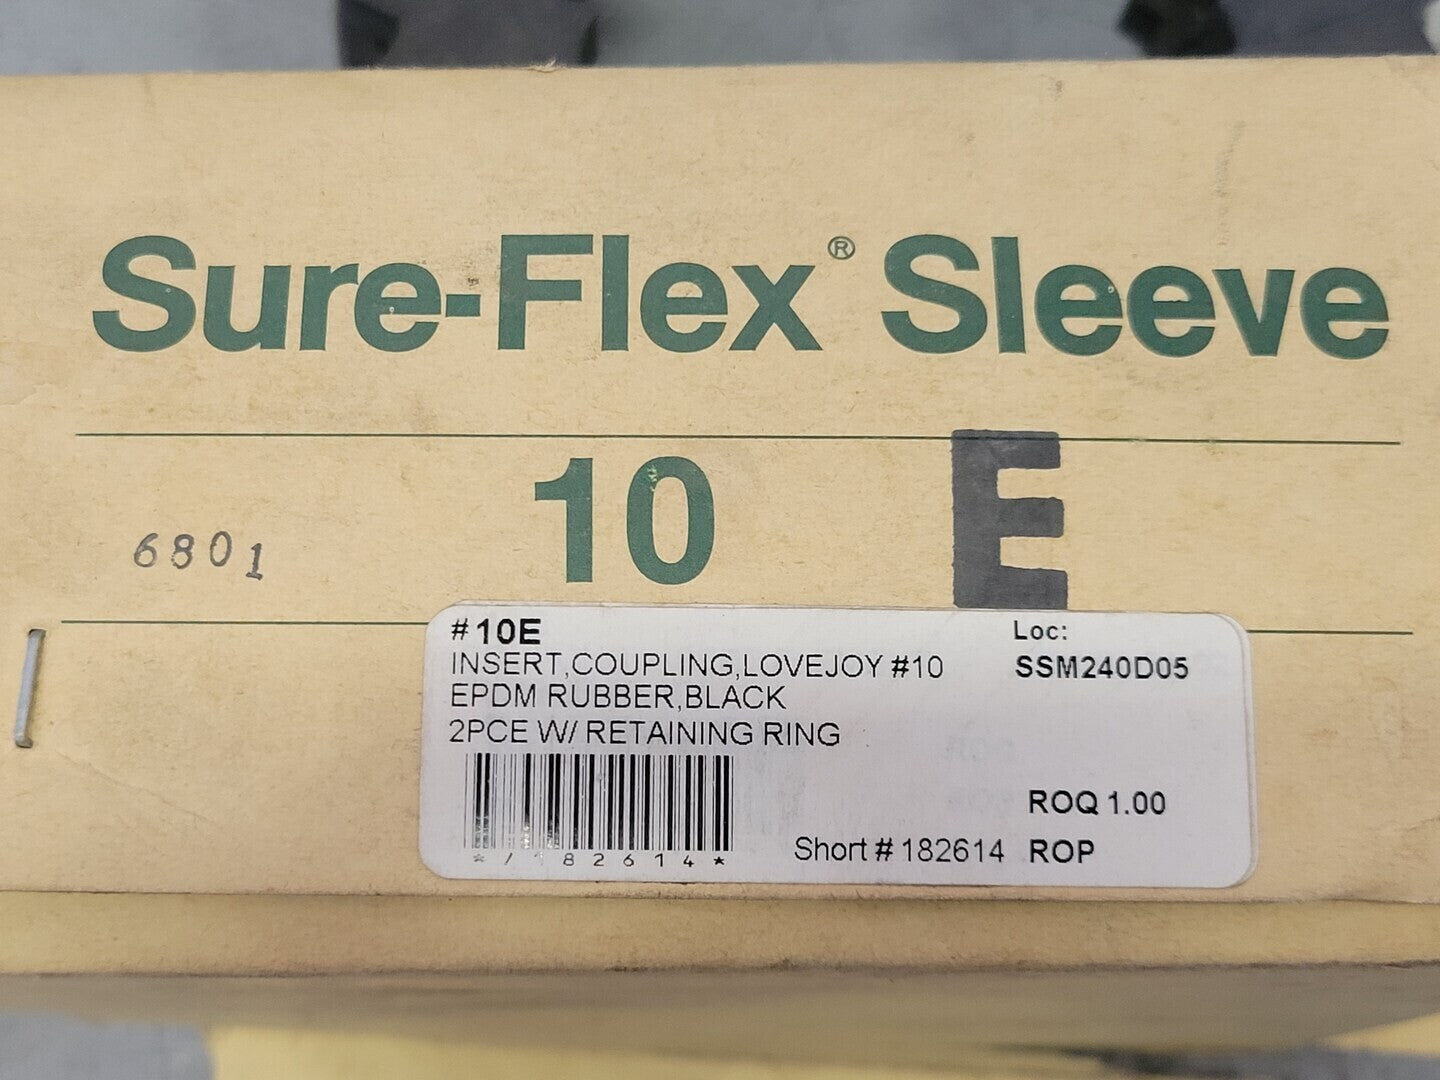 Sure-Flex® Sleeve
10 E
6801
#10E
INSERT,COUPLING,LOVEJOY #10
EPDM RUBBER,BLACK
2PCE W/ RETAINING RING
Loc:
SSM240D05
ROQ 1.00
*/182614*
Short # 182614 ROP